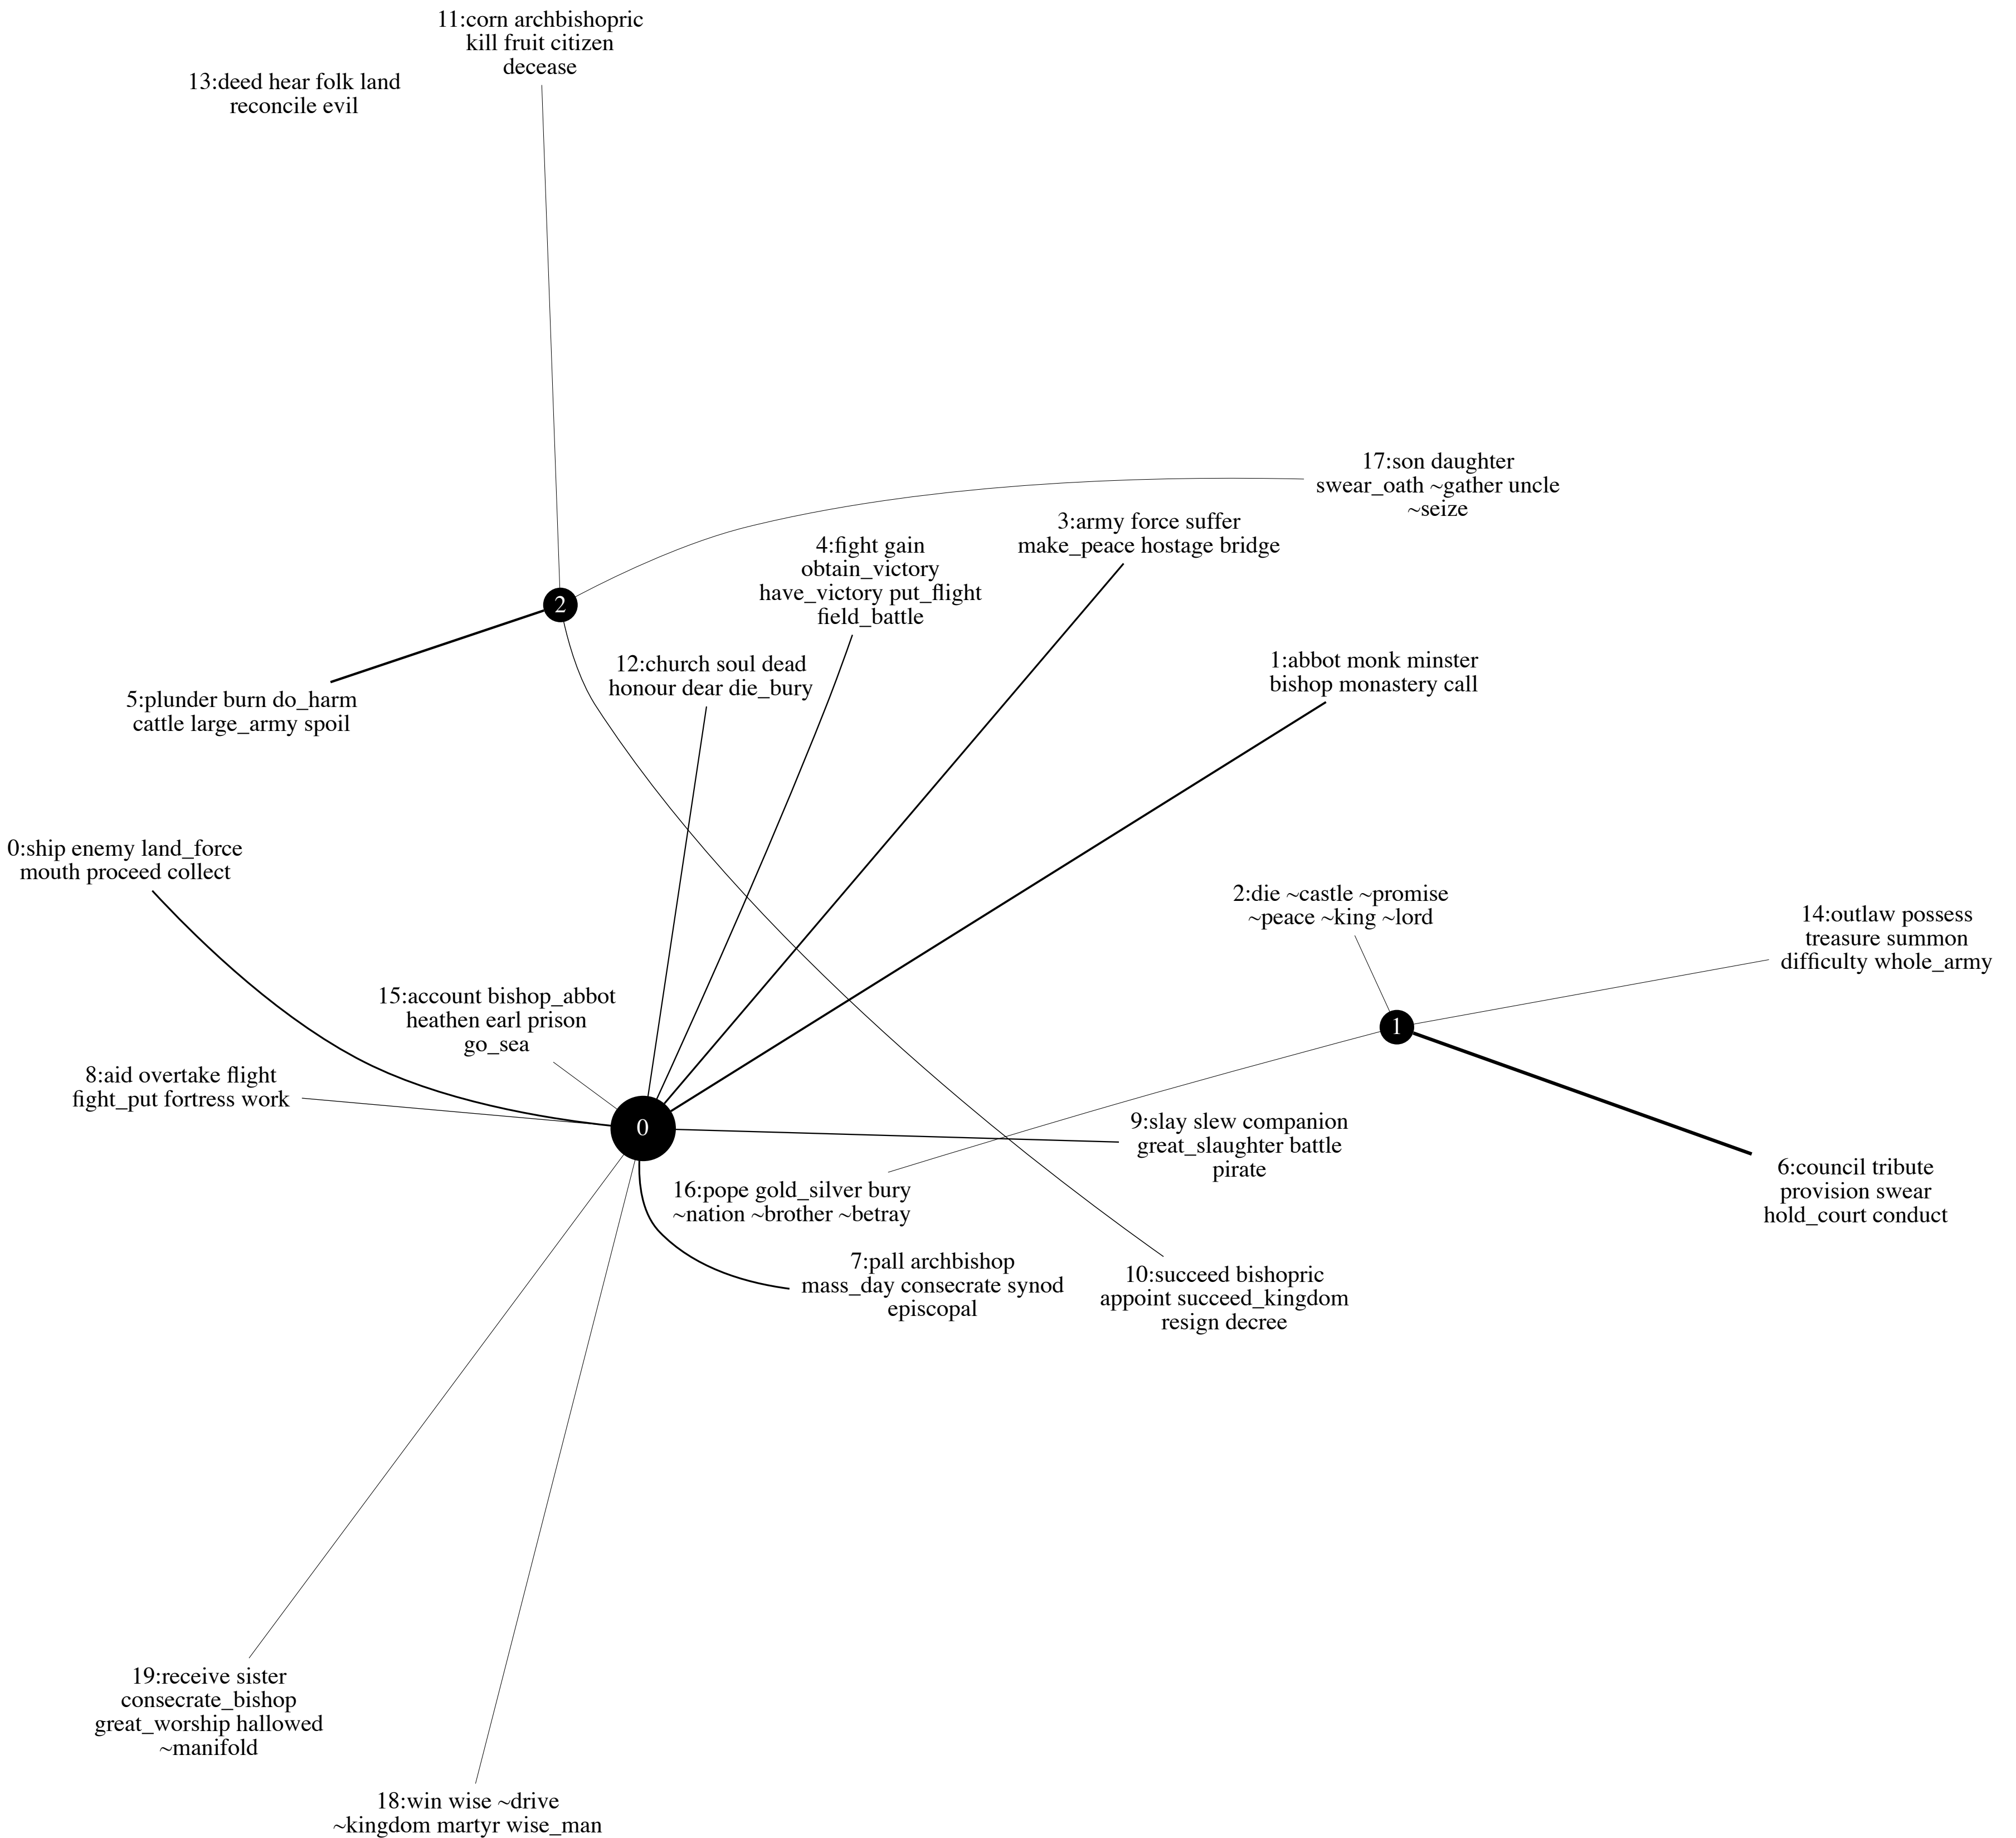 11:corn archbishopric
kill fruit citizen
decease
13:deed hear folk land
reconcile evil
17:son daughter
swear_oath ~gather uncle
~seize
3:army force suffer
make_peace hostage bridge
4:fight gain
obtain_victory
have_victory put_flight
field_battle
2
12:church soul dead
honour dear die_bury
1:abbot monk minster
bishop monastery call
5:plunder burn do_harm
cattle large_army spoil
0:ship enemy land_force
mouth proceed collect
2:die ~castle ~promise
~peace ~king ~lord
14:outlaw possess
treasure summon
difficulty whole_army
15:account bishop_abbot
heathen earl prison
go_sea
1
8:aid overtake flight
fight_put fortress work
0
9:slay slew companion
great_slaughter battle
pirate
6:council tribute
provision swear
hold_court conduct
16:pope gold_silver bury
~nation ~brother ~betray
7:pall archbishop
mass_day consecrate synod
episcopal
10:succeed bishopric
appoint succeed_kingdom
resign decree
19:receive sister
consecrate_bishop
great_worship hallowed
~manifold
18:win wise ~drive
~kingdom martyr wise_man